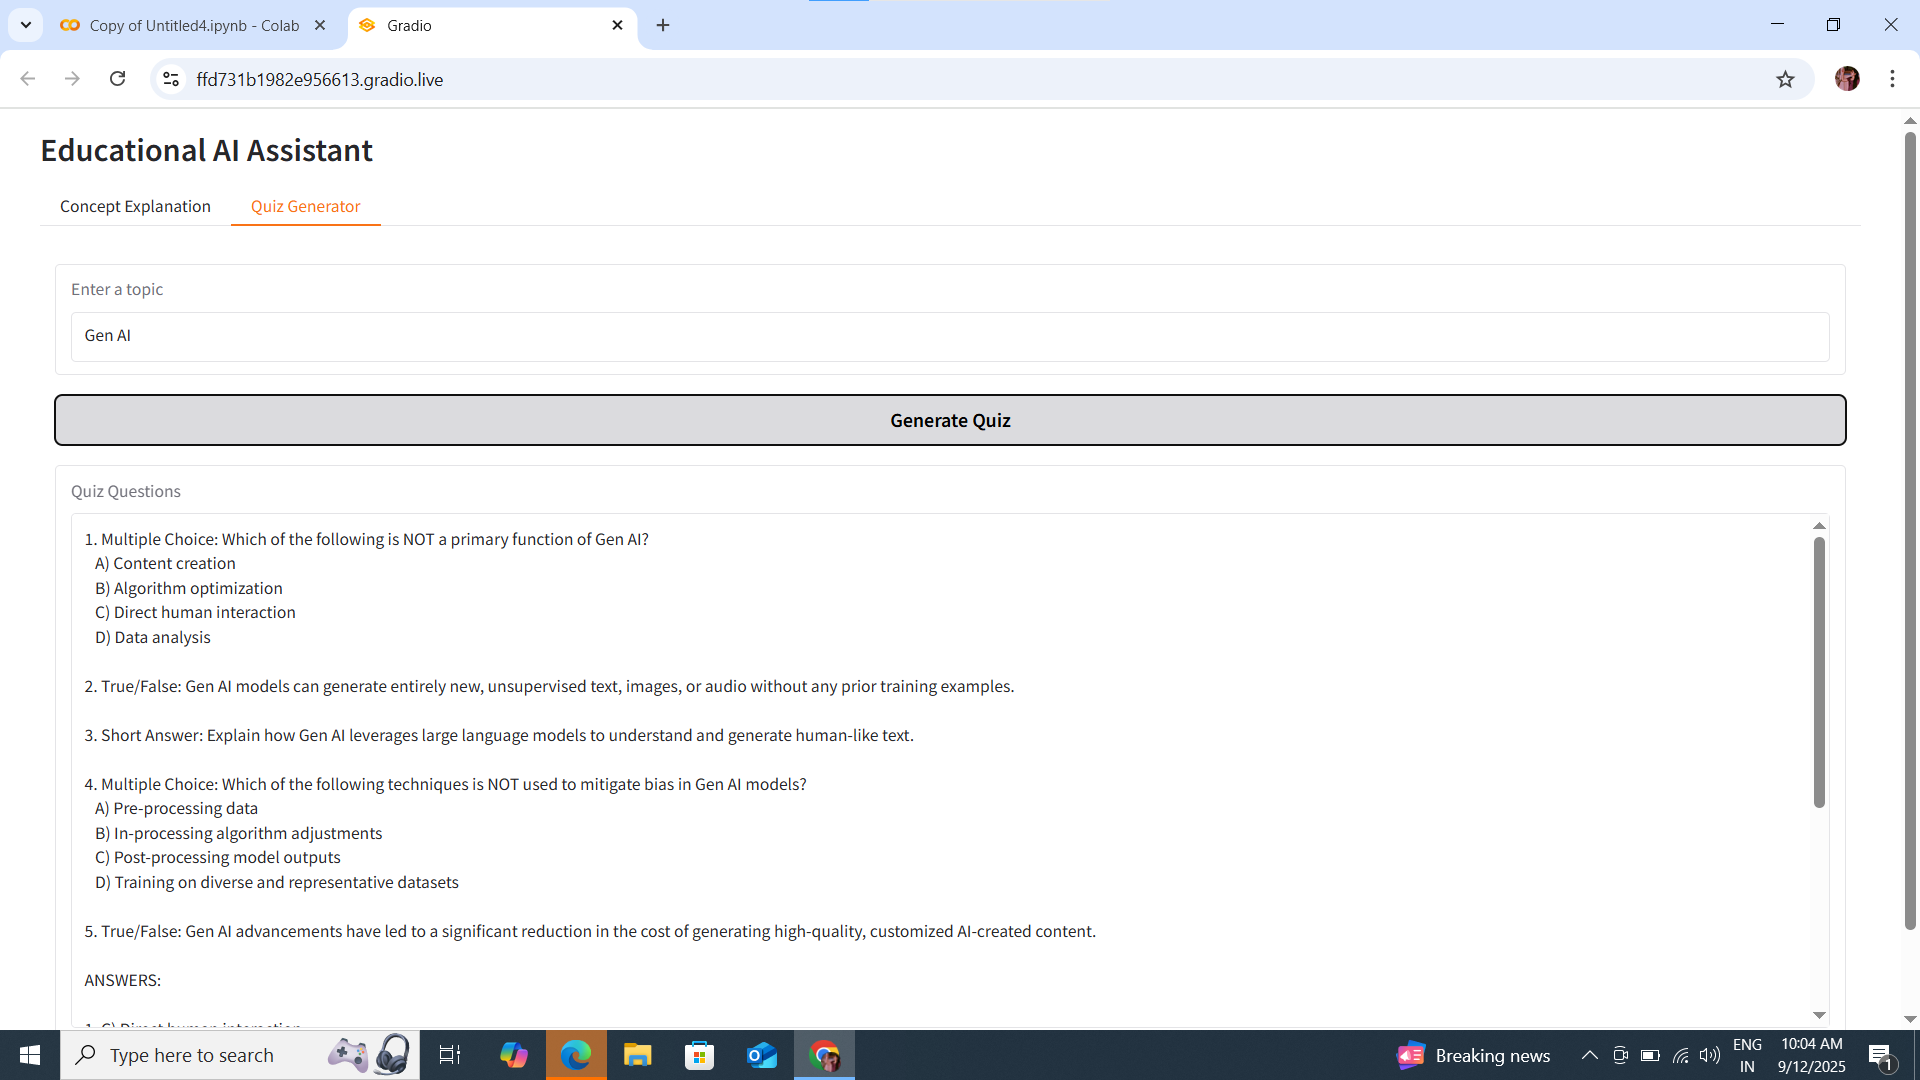 Copy of Untitled4.ipynb - Colab
Gradio
ffd731b1982e956613.gradio.live
Educational AI Assistant
Concept Explanation
Quiz Generator
Enter a topic
Gen AI
Generate Quiz
Quiz Questions
1. Multiple Choice: Which of the following is NOT a primary function of Gen AI?
A) Content creation
B) Algorithm optimization
C) Direct human interaction
D) Data analysis
2. True/False: Gen AI models can generate entirely new, unsupervised text, images, or audio without any prior training examples.
3. Short Answer: Explain how Gen AI leverages large language models to understand and generate human-like text.
4. Multiple Choice: Which of the following techniques is NOT used to mitigate bias in Gen AI models?
A) Pre-processing data
B) In-processing algorithm adjustments
C) Post-processing model outputs
D) Training on diverse and representative datasets
5. True/False: Gen AI advancements have led to a significant reduction in the cost of generating high-quality, customized AI-created content.
ANSWERS:
1. C) Direct human interaction
Type here to search
Breaking news
ENG
IN
10:04 AM
9/12/2025
1